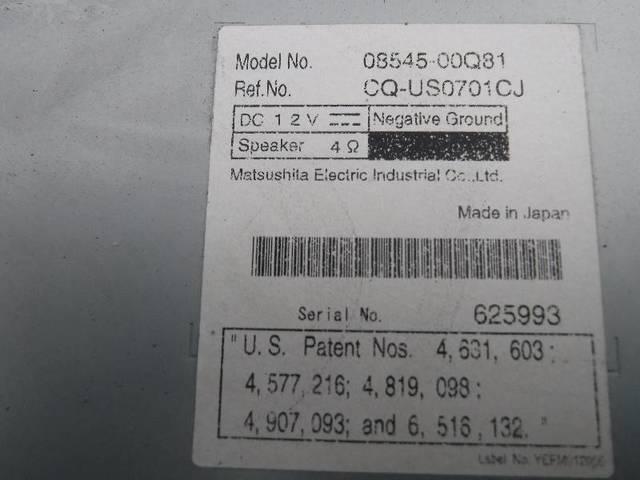 Model No. 08545-00Q81
Ref.No. CQ-US0701CJ
DC 12V Negative Ground
Speaker 4Ω
Matsushita Electric Industrial Co.,Ltd.
Made in Japan
Serial No. 625993
"U.S. Patent Nos. 4,631,603;
4,577,216; 4,819,098;
4,907,093; and 6,516,132."
Label No.